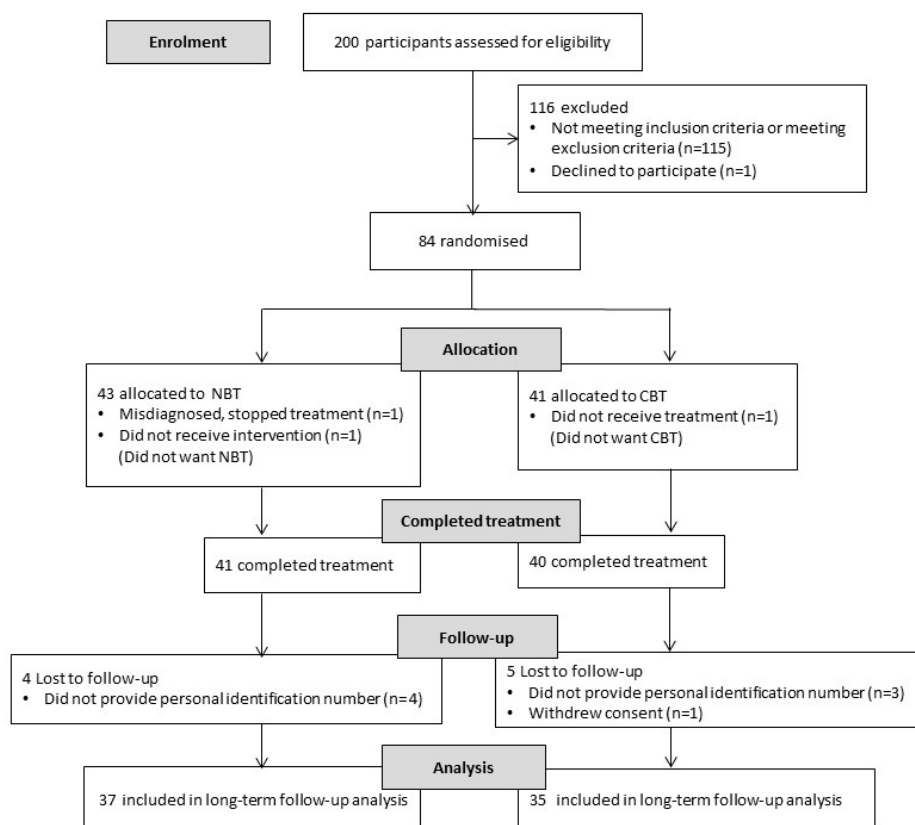 Enrolment
200 participants assessed for eligibility
116 excluded
• Not meeting inclusion criteria or meeting
exclusion criteria (n=115)
• Declined to participate (n=1)
84 randomised
Allocation
43 allocated to NBT
• Misdiagnosed, stopped treatment (n=1)
• Did not receive intervention (n=1)
(Did not want NBT)
41 allocated to CBT
• Did not receive treatment (n=1)
(Did not want CBT)
Completed treatment
41 completed treatment
40 completed treatment
Follow-up
4 Lost to follow-up
• Did not provide personal identification number (n=4)
5 Lost to follow-up
• Did not provide personal identification number (n=3)
• Withdrew consent (n=1)
Analysis
37 included in long-term follow-up analysis
35 included in long-term follow-up analysis